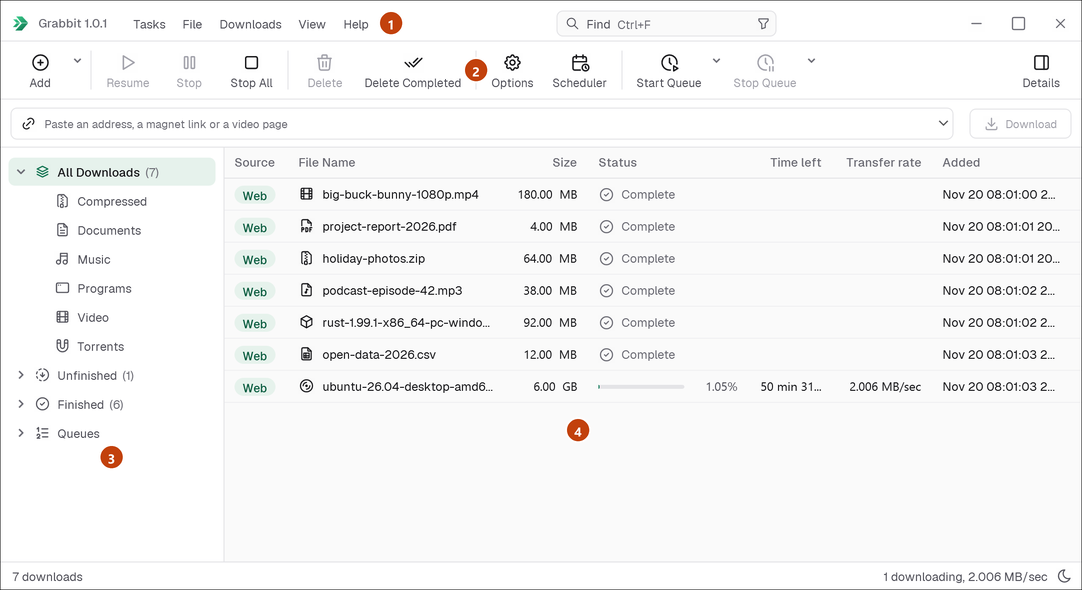 Grabbit 1.0.1 Tasks File Downloads View Help 1 Find Ctrl+F
Add Resume Stop Stop All Delete Delete Completed 2 Options Scheduler Start Queue Stop Queue Details
Paste an address, a magnet link or a video page Download
All Downloads (7)
Compressed
Documents
Music
Programs
Video
Torrents
Unfinished (1)
Finished (6)
Queues
3
Source File Name Size Status Time left Transfer rate Added
Web big-buck-bunny-1080p.mp4 180.00 MB Complete Nov 20 08:01:00 2...
Web project-report-2026.pdf 4.00 MB Complete Nov 20 08:01:01 20...
Web holiday-photos.zip 64.00 MB Complete Nov 20 08:01:01 20...
Web podcast-episode-42.mp3 38.00 MB Complete Nov 20 08:01:02 2...
Web rust-1.99.1-x86_64-pc-windo... 92.00 MB Complete Nov 20 08:01:02 2...
Web open-data-2026.csv 12.00 MB Complete Nov 20 08:01:03 2...
Web ubuntu-26.04-desktop-amd6... 6.00 GB 1.05% 50 min 31... 2.006 MB/sec Nov 20 08:01:03 2...
4
7 downloads 1 downloading, 2.006 MB/sec